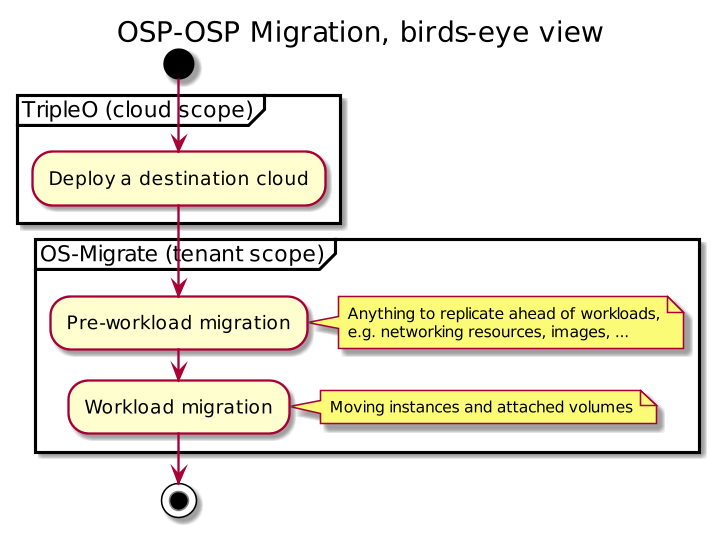 OSP-OSP Migration, birds-eye view
TripleO (cloud scope)
Deploy a destination cloud
OS-Migrate (tenant scope)
Pre-workload migration
Anything to replicate ahead of workloads,
e.g. networking resources, images, ...
Workload migration
Moving instances and attached volumes